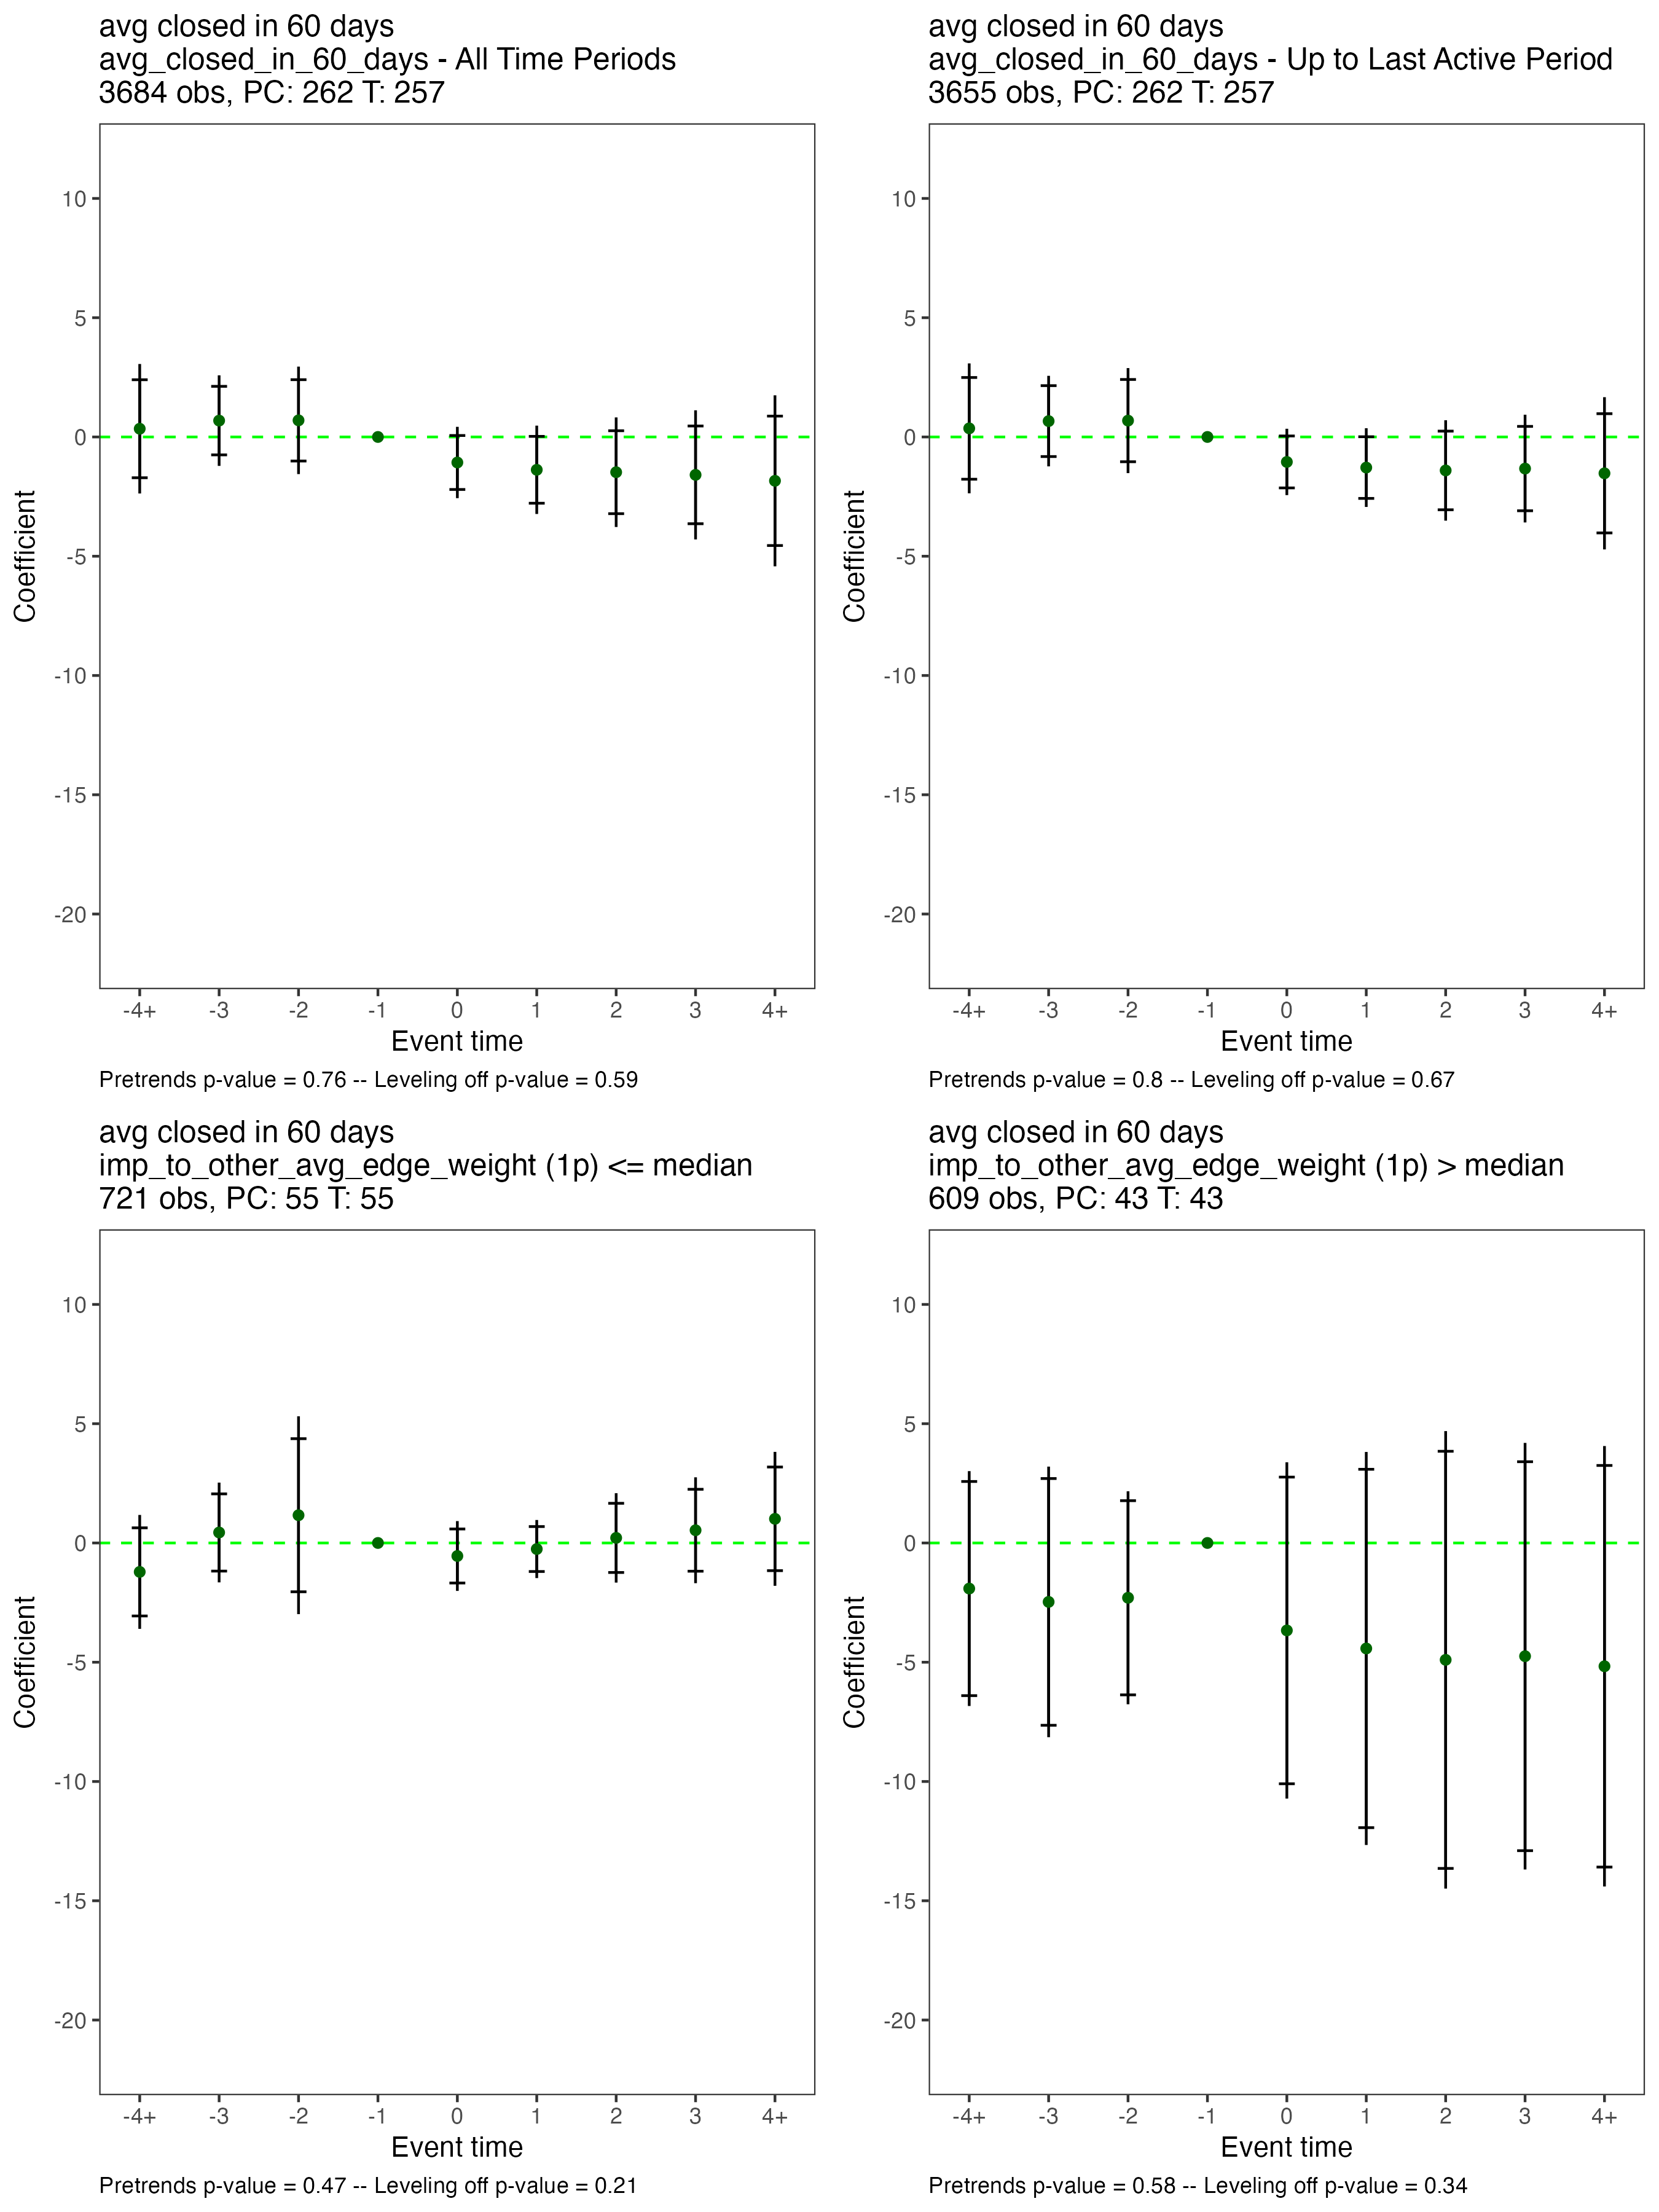 avg closed in 60 days
avg_closed_in_60_days - All Time Periods
3684 obs, PC: 262 T: 257
10
5
0
-5
-10
-15
-20
Coefficient
-4+ -3 -2 -1 0 1 2 3 4+
Event time
Pretrends p-value = 0.76 -- Leveling off p-value = 0.59
avg closed in 60 days
avg_closed_in_60_days - Up to Last Active Period
3655 obs, PC: 262 T: 257
10
5
0
-5
-10
-15
-20
Coefficient
-4+ -3 -2 -1 0 1 2 3 4+
Event time
Pretrends p-value = 0.8 -- Leveling off p-value = 0.67
avg closed in 60 days
imp_to_other_avg_edge_weight (1p) <= median
721 obs, PC: 55 T: 55
10
5
0
-5
-10
-15
-20
Coefficient
-4+ -3 -2 -1 0 1 2 3 4+
Event time
Pretrends p-value = 0.47 -- Leveling off p-value = 0.21
avg closed in 60 days
imp_to_other_avg_edge_weight (1p) > median
609 obs, PC: 43 T: 43
10
5
0
-5
-10
-15
-20
Coefficient
-4+ -3 -2 -1 0 1 2 3 4+
Event time
Pretrends p-value = 0.58 -- Leveling off p-value = 0.34